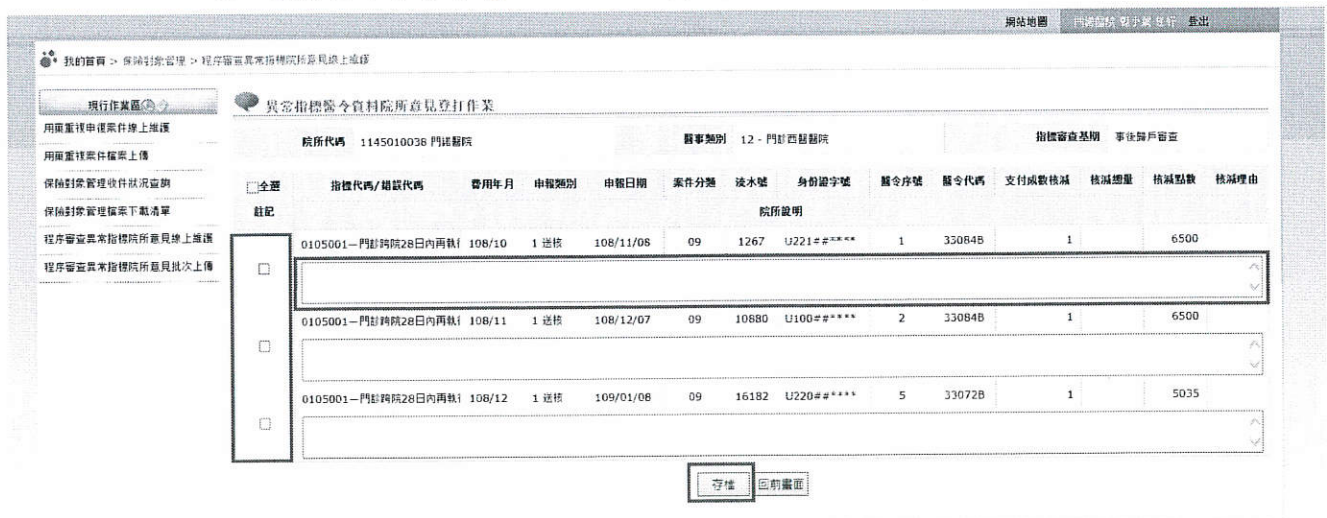 網站地圖 登出
我的首頁 > 保險對象管理 > 程序審查異常指標院所意見線上維護
現行作業區
異常指標醫令資料院所意見登打作業
用藥重複申復案件線上維護
用藥重複案件檔案上傳
保險對象管理收件狀況查詢
保險對象管理檔案下載清單
程序審查異常指標院所意見線上維護
程序審查異常指標院所意見批次上傳
院所代碼 1145010038 門諾醫院 醫事類別 12 - 門診西醫醫院 指標審查基期 事後歸戶審查
全選 指標代碼/錯誤代碼 費用年月 申報類別 申報日期 案件分類 流水號 身份證字號 醫令序號 醫令代碼 支付成數核減 核減總量 核減點數 核減理由
註記 院所說明
0105001－門診跨院28日內再執行 108/10 1 送核 108/11/08 09 1267 U221##**** 1 33084B 1 6500
0105001－門診跨院28日內再執行 108/11 1 送核 108/12/07 09 10880 U100##**** 2 33084B 1 6500
0105001－門診跨院28日內再執行 108/12 1 送核 109/01/08 09 16182 U220##**** 5 33072B 1 5035
存檔 回前畫面